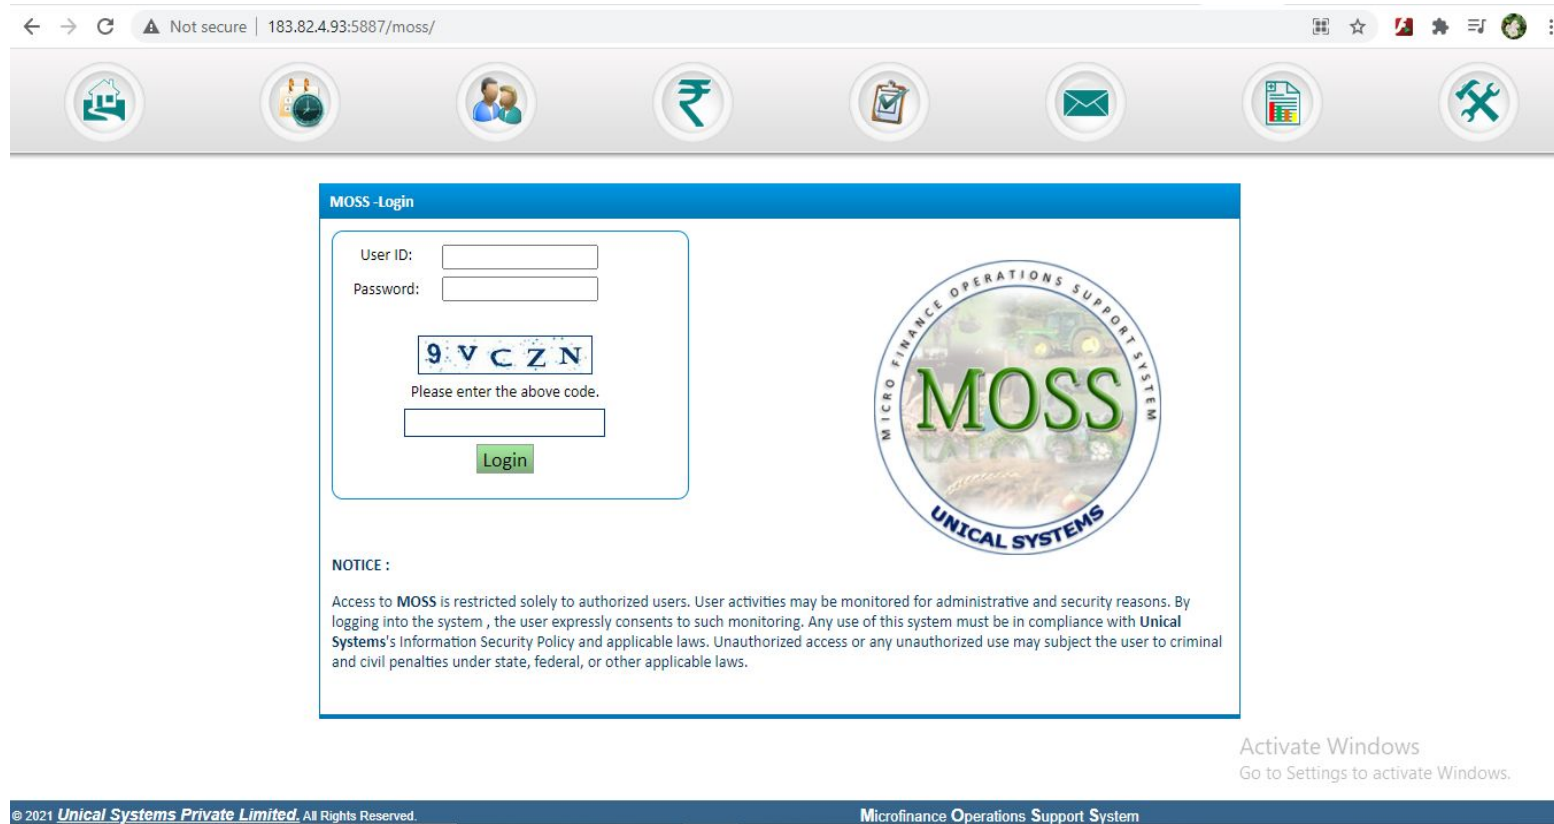 Not secure | 183.82.4.93:5887/moss/
MOSS -Login
User ID:
Password:
9 V C Z N
Please enter the above code.
Login
MICRO FINANCE OPERATIONS SUPPORT SYSTEM
MOSS
UNICAL SYSTEMS
NOTICE :
Access to MOSS is restricted solely to authorized users. User activities may be monitored for administrative and security reasons. By
logging into the system , the user expressly consents to such monitoring. Any use of this system must be in compliance with Unical
Systems's Information Security Policy and applicable laws. Unauthorized access or any unauthorized use may subject the user to criminal
and civil penalties under state, federal, or other applicable laws.
Activate Windows
Go to Settings to activate Windows.
© 2021 Unical Systems Private Limited. All Rights Reserved.
Microfinance Operations Support System